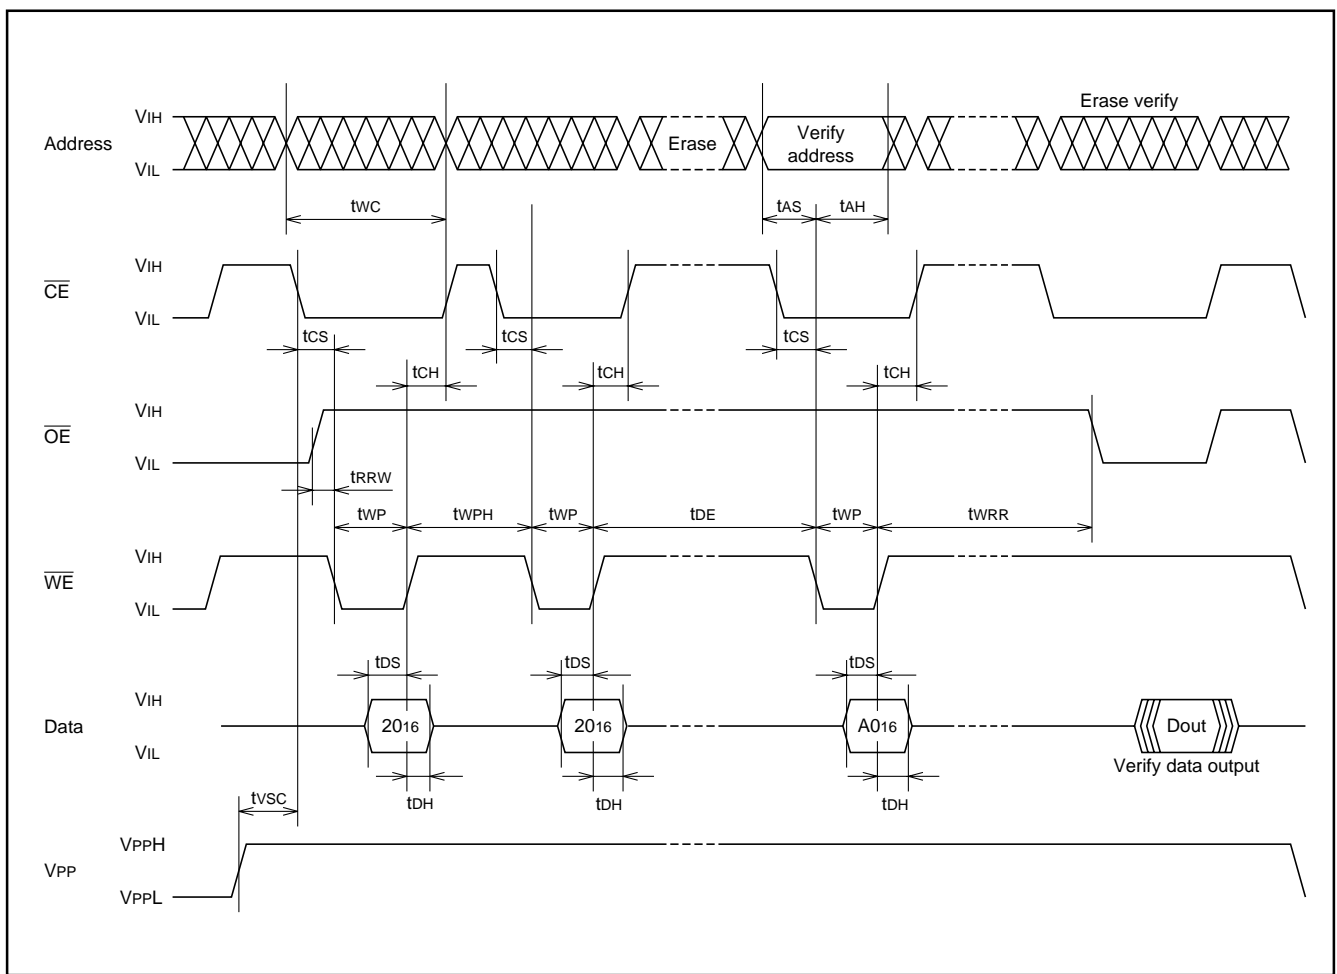 Erase verify
VIH
Address
Erase
Verify
address
VIL
tWC
tAS
tAH
VIH
CE
VIL
tCS
tCS
tCS
tCH
tCH
tCH
VIH
OE
VIL
tRRW
tWP
tWPH
tWP
tDE
tWP
tWRR
VIH
WE
VIL
tDS
tDS
tDS
VIH
Data
2016
2016
A016
Dout
VIL
Verify data output
tDH
tDH
tDH
tVSC
VPPH
VPP
VPPL